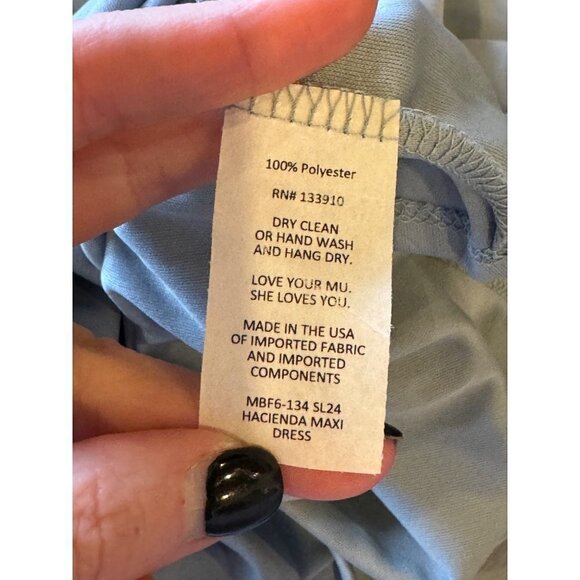 100% Polyester
RN# 133910
DRY CLEAN
OR HAND WASH
AND HANG DRY.
LOVE YOUR MU.
SHE LOVES YOU.
MADE IN THE USA
OF IMPORTED FABRIC
AND IMPORTED
COMPONENTS
MBF6-134 SL24
HACIENDA MAXI
DRESS